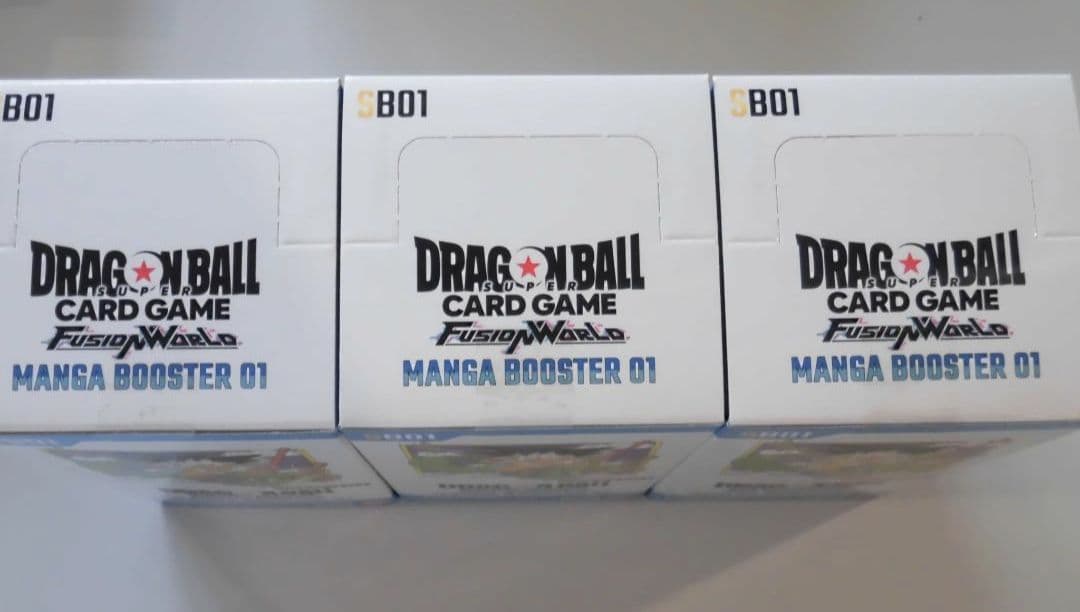 B01
DRAGON BALL
SUPER
CARD GAME
FUSION WORLD
MANGA BOOSTER 01
SB01
DRAGON BALL
SUPER
CARD GAME
FUSION WORLD
MANGA BOOSTER 01
SB01
DRAGON BALL
SUPER
CARD GAME
FUSION WORLD
MANGA BOOSTER 01